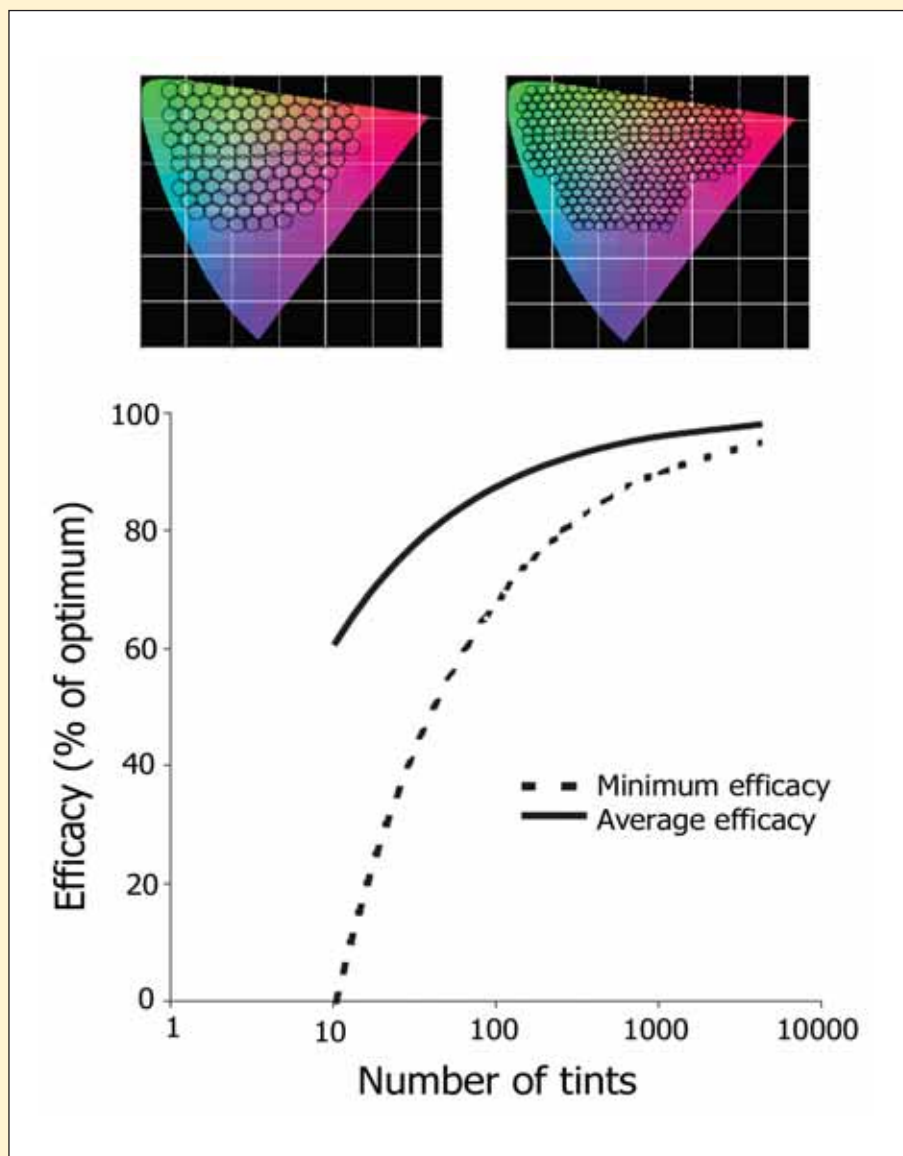 100
80
60
40
20
0
Efficacy (% of optimum)
Minimum efficacy
Average efficacy
1 10 100 1000 10000
Number of tints